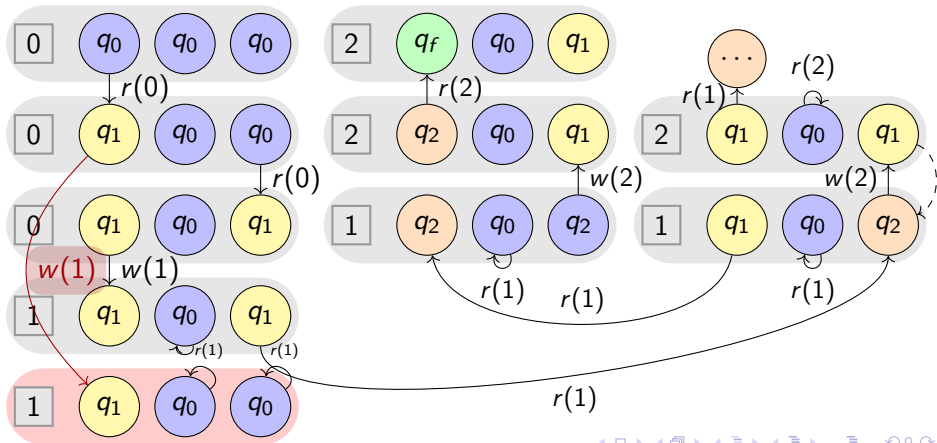 0 q₀ q₀ q₀
r(0)
0 q₁ q₀ q₀
r(0)
0 q₁ q₀ q₁
w(1) w(1)
1 q₁ q₀ q₁
r(1) r(1)
1 q₁ q₀ q₀
2 q_f q₀ q₁
r(2)
2 q₂ q₀ q₁
w(2)
1 q₂ q₀ q₂
r(1) r(1)
...
r(1) r(2)
2 q₁ q₀ q₁
w(2)
1 q₁ q₀ q₂
r(1)
r(1)